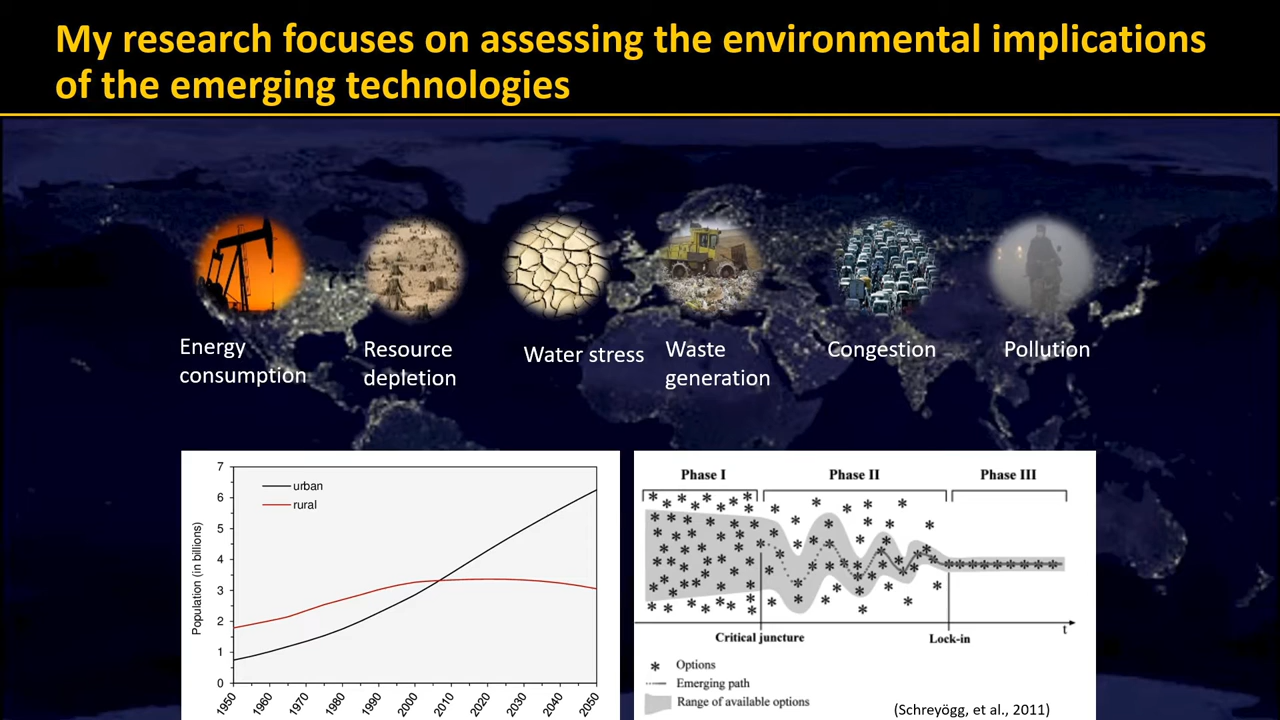 My research focuses on assessing the environmental implications
of the emerging technologies
Energy
consumption
Resource
depletion
Water stress
Waste
generation
Congestion
Pollution
7
6
5
4
3
2
1
0
Population (in billions)
urban
rural
1950
1960
1970
1980
1990
2000
2010
2020
2030
2040
2050
Phase I
Phase II
Phase III
t
Critical juncture
Lock-in
Options
Emerging path
Range of available options
(Schreyögg, et al., 2011)